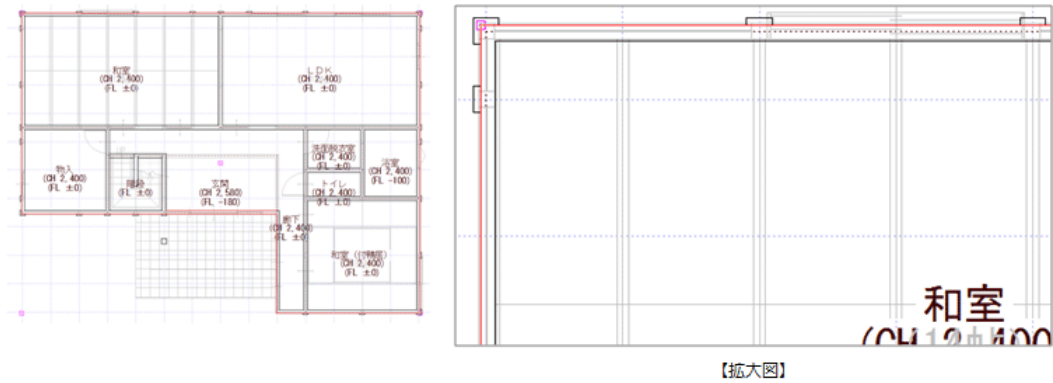 和室
(CH 2,400)
(FL ±0)
LDK
(CH 2,400)
(FL ±0)
物入
(CH 2,400)
(FL ±0)
階段
(FL ±0)
玄関
(CH 2,580)
(FL -180)
洗面脱衣室
(CH 2,400)
(FL ±0)
トイレ
(CH 2,400)
(FL ±0)
浴室
(CH 2,400)
(FL -100)
廊下
(CH 2,400)
(FL ±0)
(CH 2,400)
(FL ±0)
和室
(CH 2,400
【拡大図】